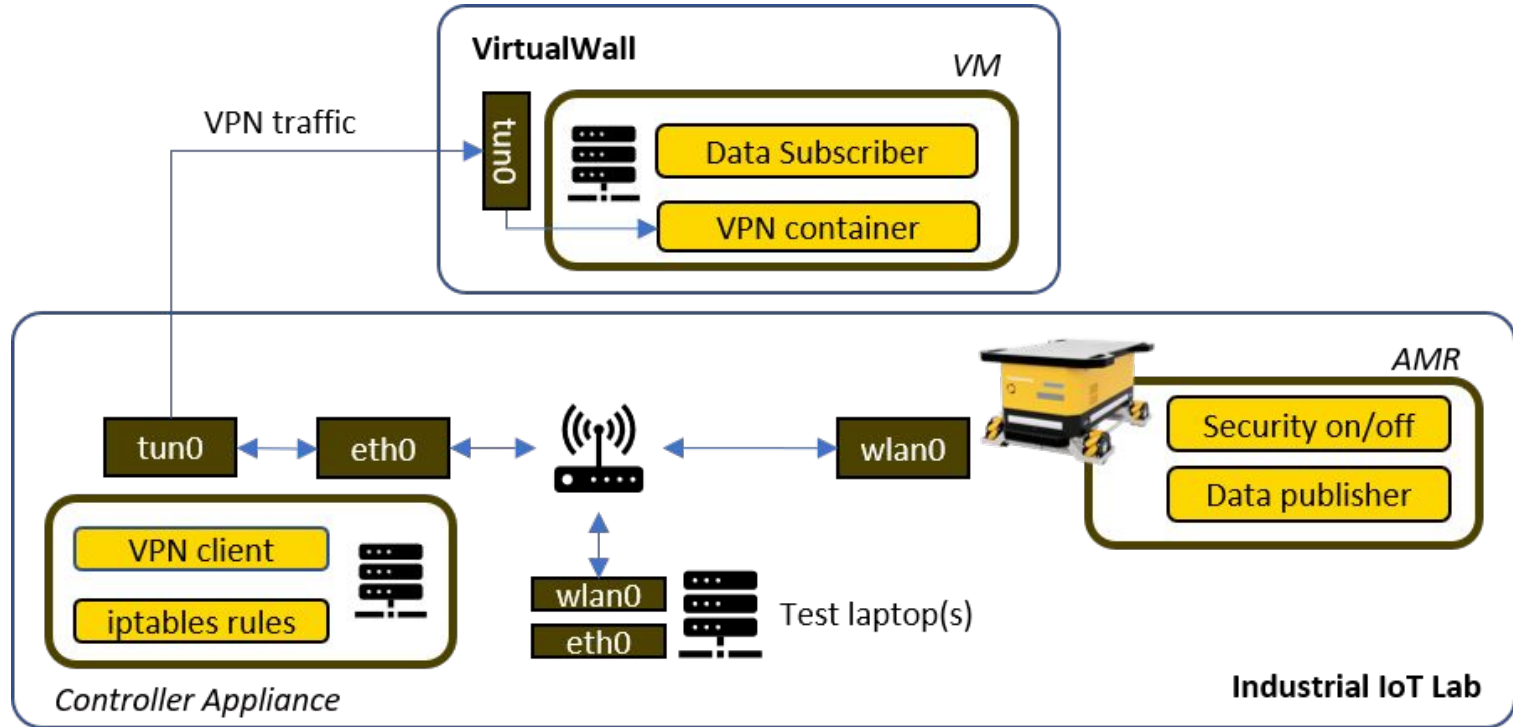 VirtualWall
VM
VPN traffic
tun0
Data Subscriber
VPN container
AMR
Security on/off
Data publisher
tun0
eth0
wlan0
VPN client
iptables rules
wlan0
eth0
Test laptop(s)
Controller Appliance
Industrial IoT Lab